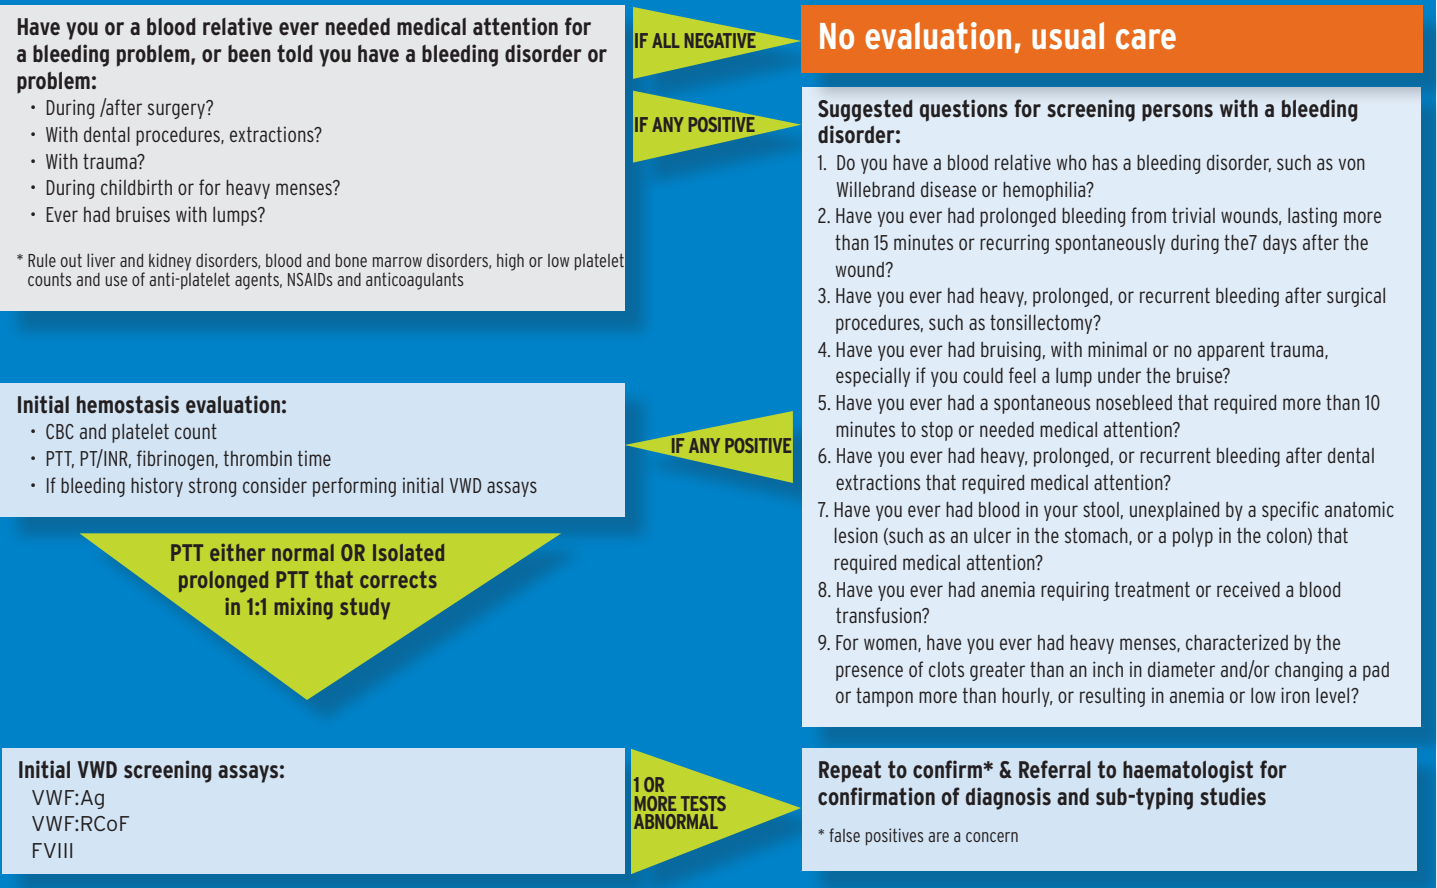 Have you or a blood relative ever needed medical attention for
a bleeding problem, or been told you have a bleeding disorder or
problem:
• During /after surgery?
• With dental procedures, extractions?
• With trauma?
• During childbirth or for heavy menses?
• Ever had bruises with lumps?
* Rule out liver and kidney disorders, blood and bone marrow disorders, high or low platelet
counts and use of anti-platelet agents, NSAIDs and anticoagulants
IF ALL NEGATIVE
No evaluation, usual care
IF ANY POSITIVE
Suggested questions for screening persons with a bleeding
disorder:
1. Do you have a blood relative who has a bleeding disorder, such as von
Willebrand disease or hemophilia?
2. Have you ever had prolonged bleeding from trivial wounds, lasting more
than 15 minutes or recurring spontaneously during the7 days after the
wound?
3. Have you ever had heavy, prolonged, or recurrent bleeding after surgical
procedures, such as tonsillectomy?
4. Have you ever had bruising, with minimal or no apparent trauma,
especially if you could feel a lump under the bruise?
5. Have you ever had a spontaneous nosebleed that required more than 10
minutes to stop or needed medical attention?
6. Have you ever had heavy, prolonged, or recurrent bleeding after dental
extractions that required medical attention?
7. Have you ever had blood in your stool, unexplained by a specific anatomic
lesion (such as an ulcer in the stomach, or a polyp in the colon) that
required medical attention?
8. Have you ever had anemia requiring treatment or received a blood
transfusion?
9. For women, have you ever had heavy menses, characterized by the
presence of clots greater than an inch in diameter and/or changing a pad
or tampon more than hourly, or resulting in anemia or low iron level?
IF ANY POSITIVE
Initial hemostasis evaluation:
• CBC and platelet count
• PTT, PT/INR, fibrinogen, thrombin time
• If bleeding history strong consider performing initial VWD assays
PTT either normal OR Isolated
prolonged PTT that corrects
in 1:1 mixing study
Initial VWD screening assays:
VWF:Ag
VWF:RCoF
FVIII
1 OR
MORE TESTS
ABNORMAL
Repeat to confirm* & Referral to haematologist for
confirmation of diagnosis and sub-typing studies
* false positives are a concern